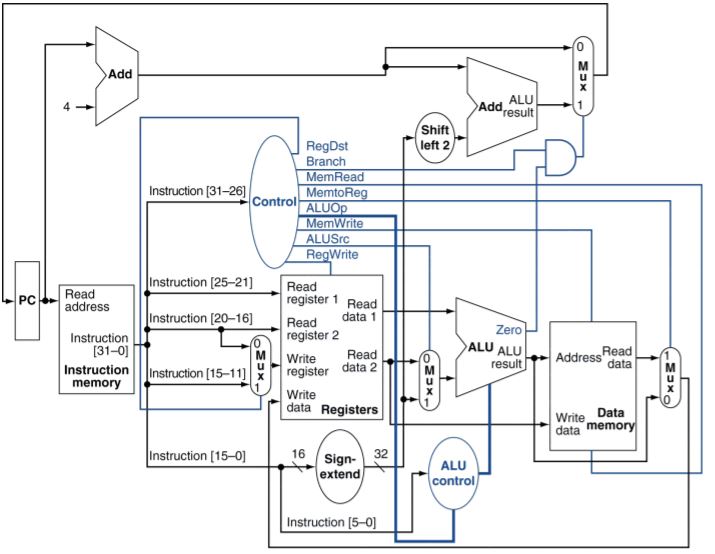 Add
4
0
M
u
x
1
Add
ALU
result
Shift
left 2
RegDst
Branch
MemRead
MemtoReg
ALUOp
MemWrite
ALUSrc
RegWrite
Control
Instruction [31–26]
Instruction [25–21]
Instruction [20–16]
Instruction [15–11]
Instruction [15–0]
Instruction [5–0]
PC
Read
address
Instruction
[31–0]
Instruction
memory
0
M
u
x
1
Read
register 1
Read
register 2
Write
register
Write
data
Read
data 1
Read
data 2
Registers
0
M
u
x
1
Zero
ALU
ALU
result
Address
Read
data
Write
data
Data
memory
1
M
u
x
0
16
Sign-
extend
32
ALU
control